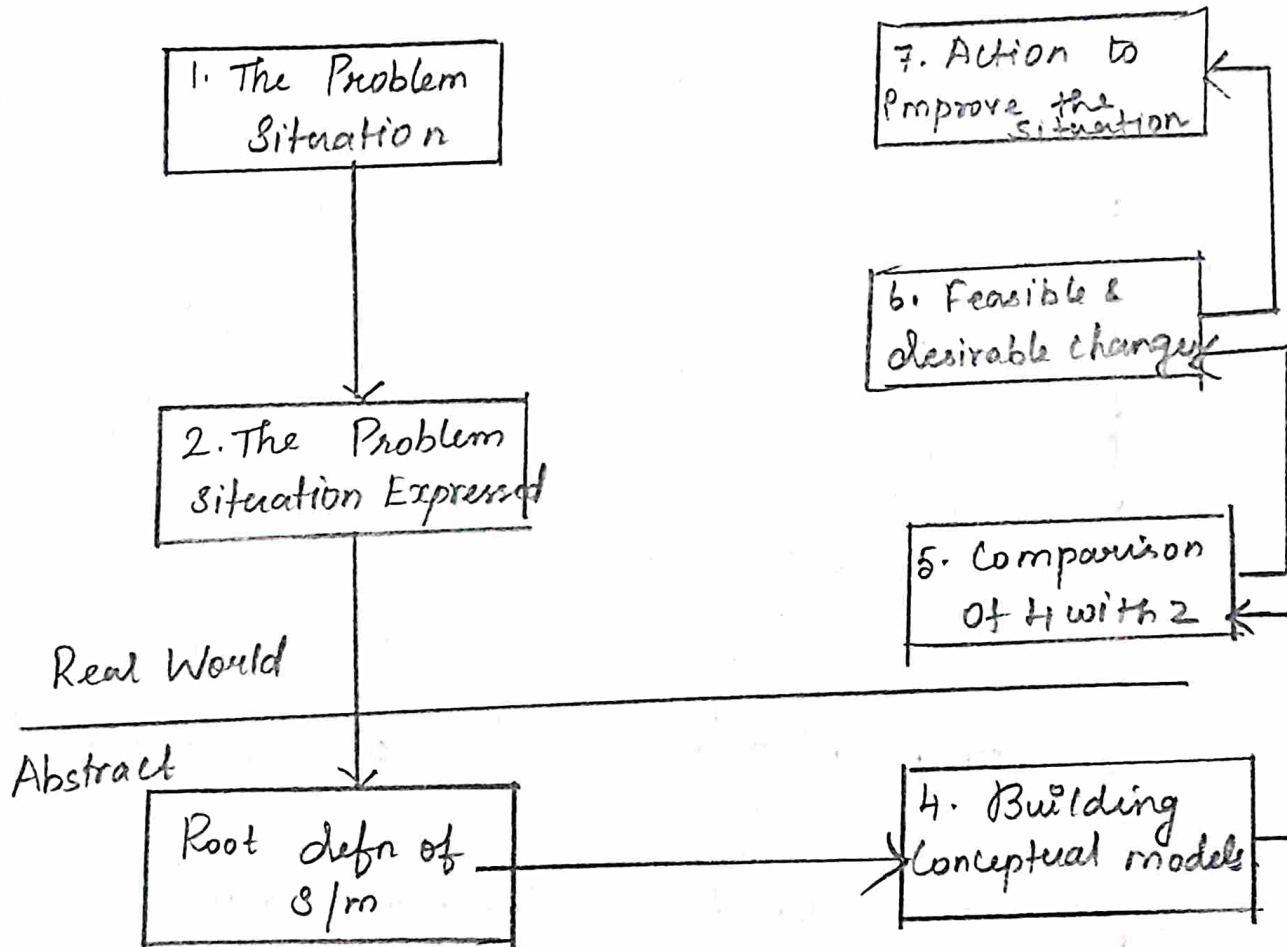 1. The Problem
Situation
2. The Problem
situation Expressed
Real World
Abstract
Root defn of
S/m
4. Building
Conceptual models
5. Comparison
Of 4 with 2
6. Feasible &
desirable changes
7. Action to
Improve the
situation